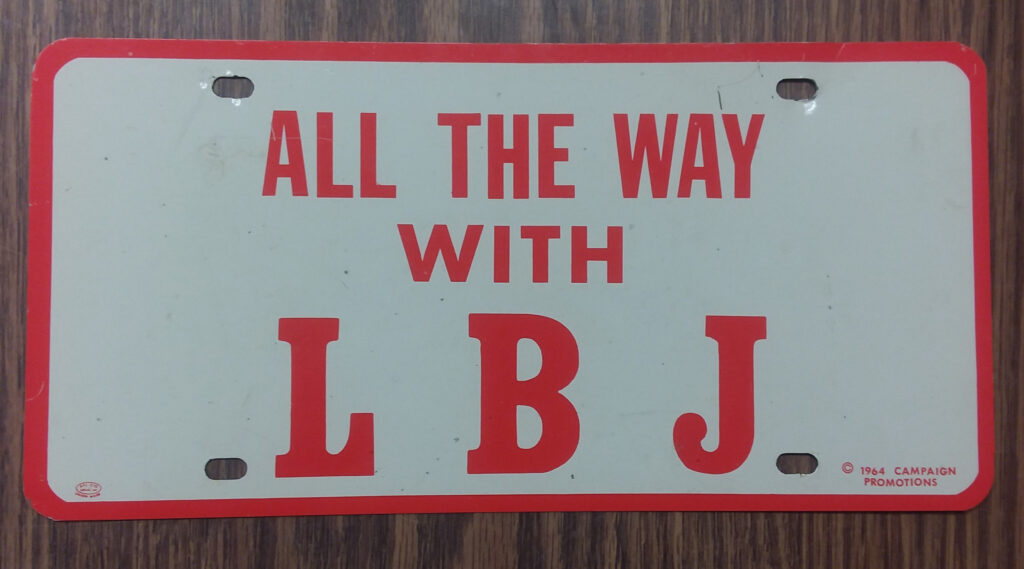 ALL THE WAY
WITH
L B J
© 1964 CAMPAIGN
PROMOTIONS